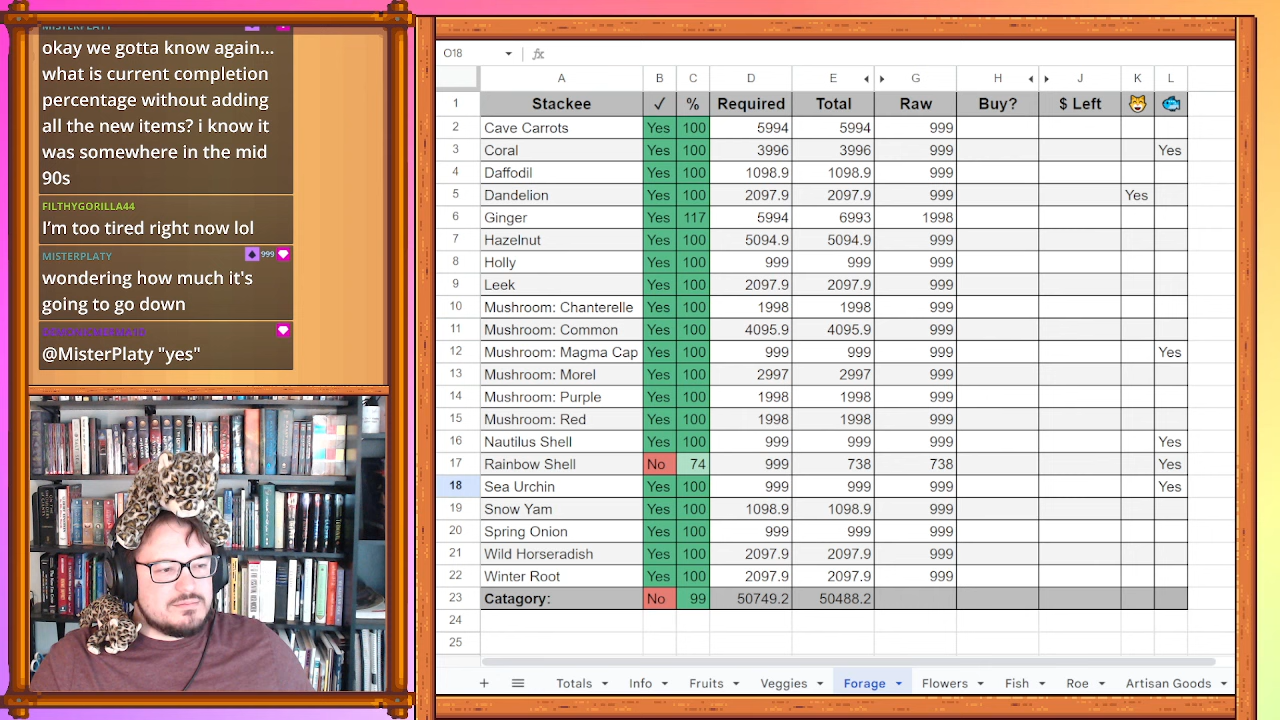 MISTERPLATY
okay we gotta know again...
what is current completion
percentage without adding
all the new items? i know it
was somewhere in the mid
90s
FILTHYGORILLA44
I'm too tired right now lol
MISTERPLATY 999
wondering how much it's
going to go down
@MisterPlaty "yes"
O18 fx
A B C D E G H J K L
1 Stackee ✓ % Required Total Raw Buy? $ Left
2 Cave Carrots Yes 100 5994 5994 999
3 Coral Yes 100 3996 3996 999 Yes
4 Daffodil Yes 100 1098.9 1098.9 999
5 Dandelion Yes 100 2097.9 2097.9 999 Yes
6 Ginger Yes 117 5994 6993 1998
7 Hazelnut Yes 100 5094.9 5094.9 999
8 Holly Yes 100 999 999 999
9 Leek Yes 100 2097.9 2097.9 999
10 Mushroom: Chanterelle Yes 100 1998 1998 999
11 Mushroom: Common Yes 100 4095.9 4095.9 999
12 Mushroom: Magma Cap Yes 100 999 999 999 Yes
13 Mushroom: Morel Yes 100 2997 2997 999
14 Mushroom: Purple Yes 100 1998 1998 999
15 Mushroom: Red Yes 100 1998 1998 999
16 Nautilus Shell Yes 100 999 999 999 Yes
17 Rainbow Shell No 74 999 738 738 Yes
18 Sea Urchin Yes 100 999 999 999 Yes
19 Snow Yam Yes 100 1098.9 1098.9 999
20 Spring Onion Yes 100 999 999 999
21 Wild Horseradish Yes 100 2097.9 2097.9 999
22 Winter Root Yes 100 2097.9 2097.9 999
23 Catagory: No 99 50749.2 50488.2
24
25
+ Totals Info Fruits Veggies Forage Flowers Fish Roe Artisan Goods